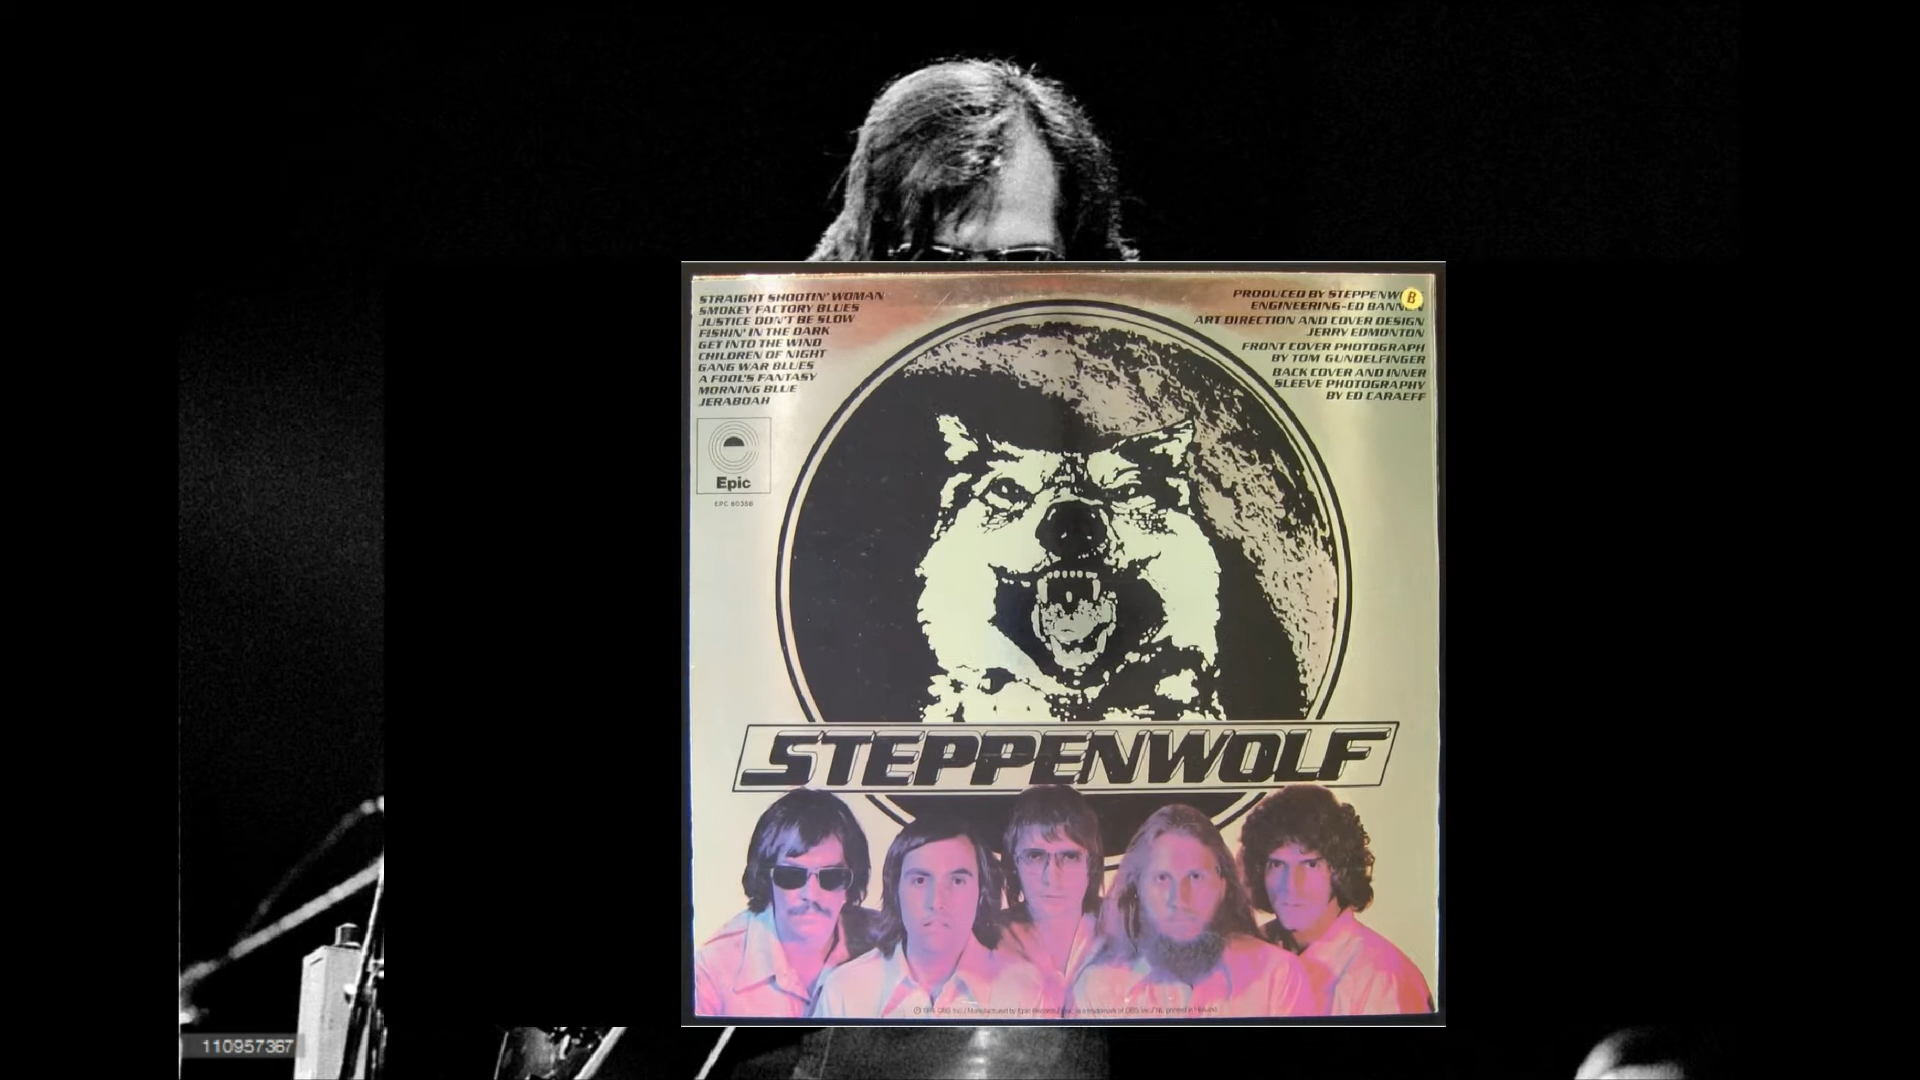 STRAIGHT SHOOTIN' WOMAN
SMOKEY FACTORY BLUES
JUSTICE DON'T BE SLOW
FISHIN' IN THE DARK
GET INTO THE WIND
CHILDREN OF NIGHT
GANG WAR BLUES
A FOOL'S FANTASY
MORNING BLUE
JERABOAH
Epic
EPC 80358
PRODUCED BY STEPPENW
B
ENGINEERING-ED BANN
ART DIRECTION AND COVER DESIGN
JERRY EDMONTON
FRONT COVER PHOTOGRAPH
BY TOM GUNDELFINGER
BACK COVER AND INNER
SLEEVE PHOTOGRAPHY
BY ED CARAEFF
STEPPENWOLF
110957367